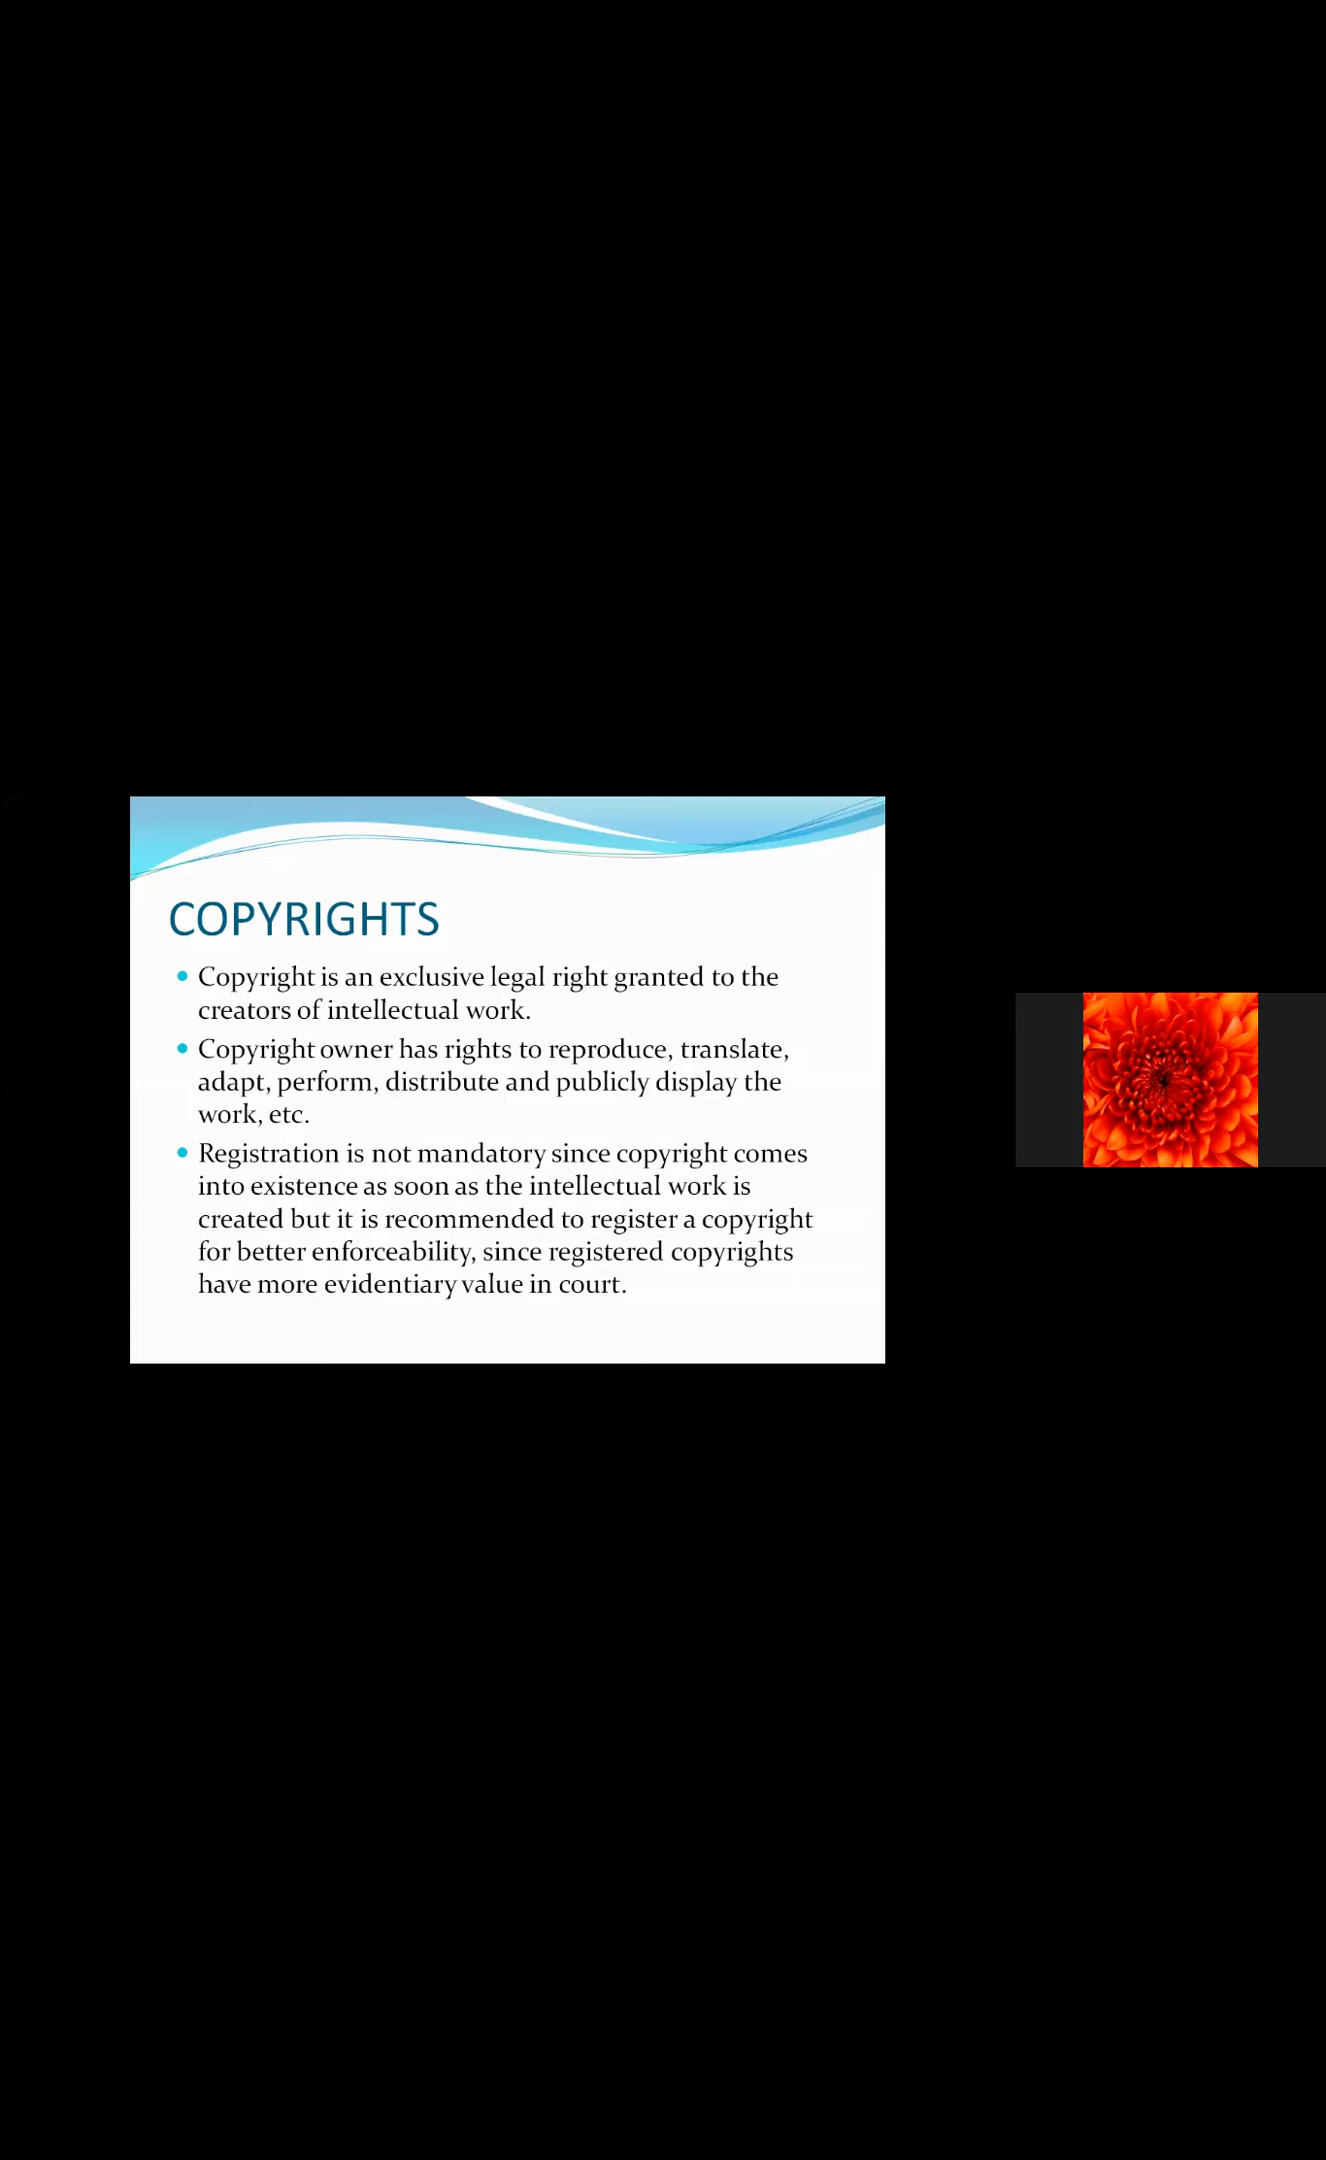 COPYRIGHTS
Copyright is an exclusive legal right granted to the
creators of intellectual work.
Copyright owner has rights to reproduce, translate,
adapt, perform, distribute and publicly display the
work, etc.
Registration is not mandatory since copyright comes
into existence as soon as the intellectual work is
created but it is recommended to register a copyright
for better enforceability, since registered copyrights
have more evidentiary value in court.